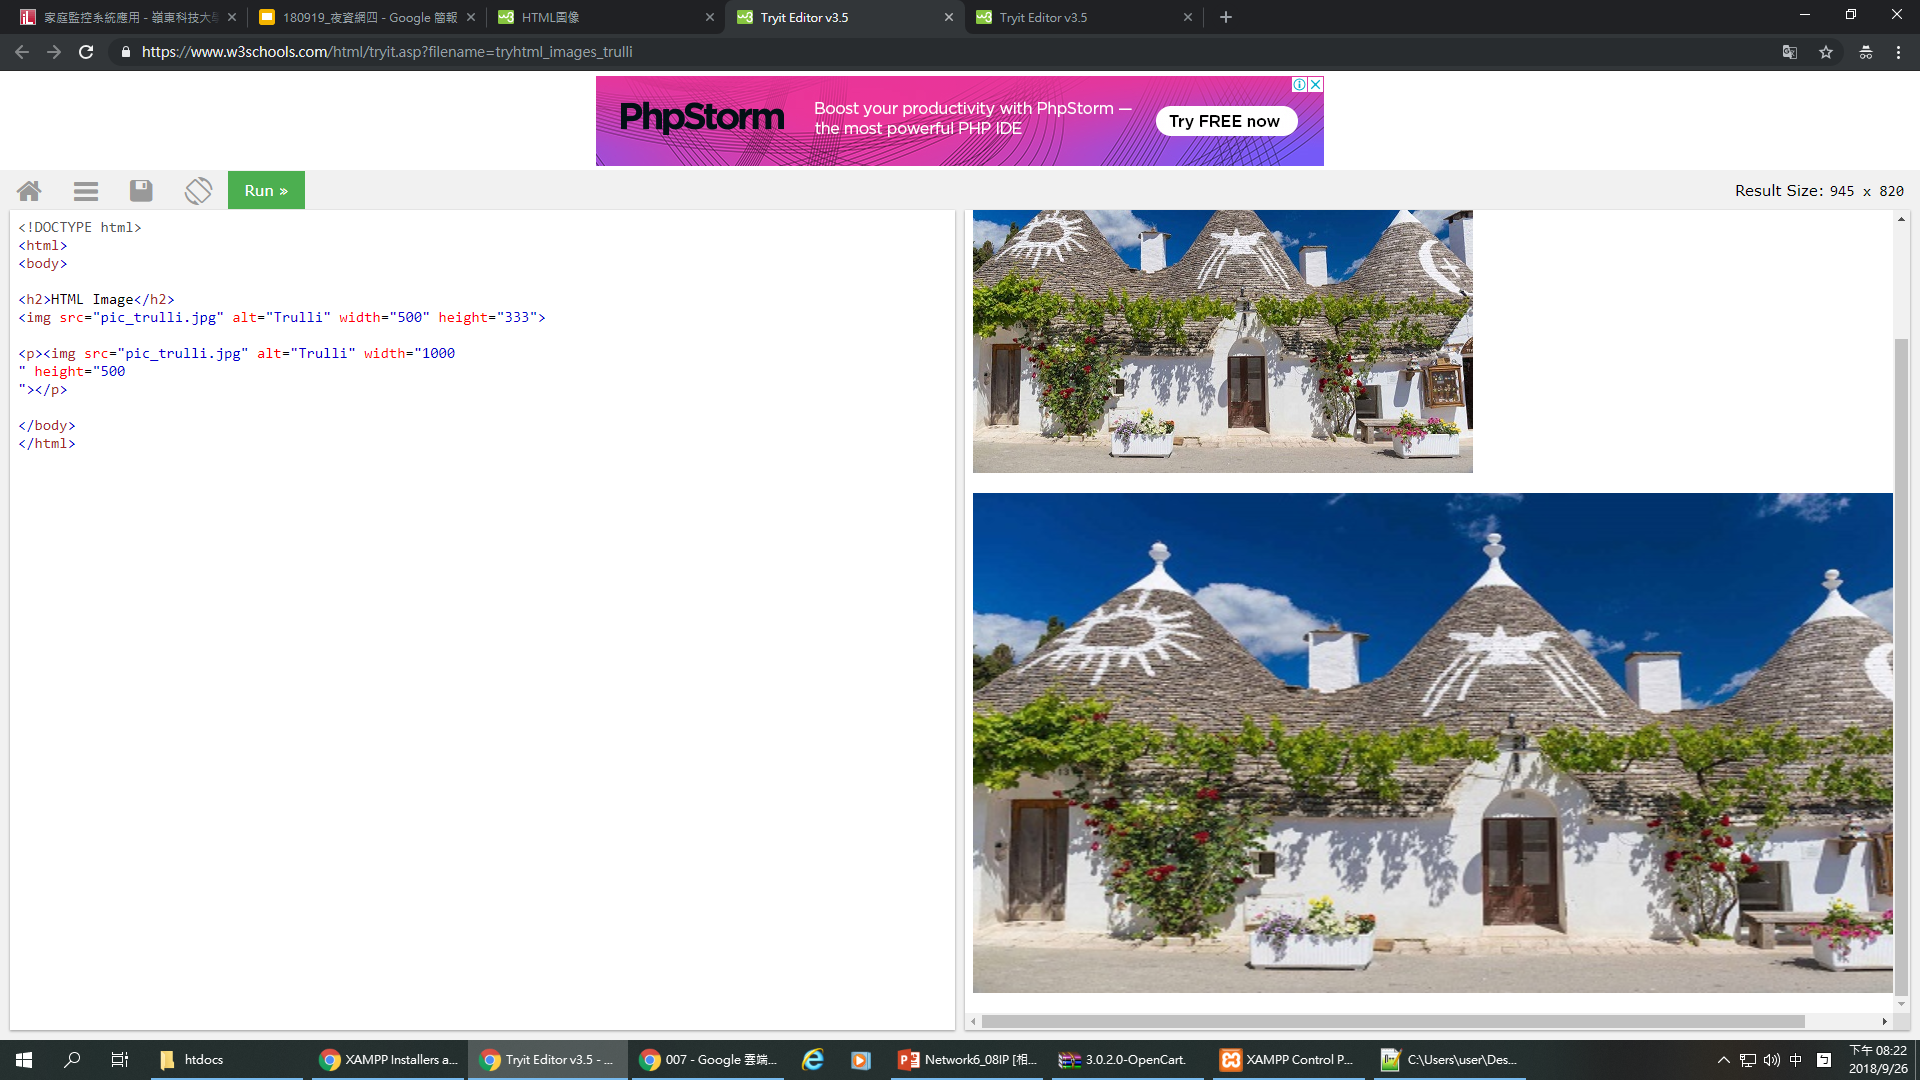 家庭監控系統應用 - 嶺東科技大學
180919_夜資網四 - Google 簡報
HTML圖像
Tryit Editor v3.5
Tryit Editor v3.5
https://www.w3schools.com/html/tryit.asp?filename=tryhtml_images_trulli
PhpStorm
Boost your productivity with PhpStorm —
the most powerful PHP IDE
Try FREE now
Run »
Result Size: 945 x 820
<!DOCTYPE html>
<html>
<body>
<h2>HTML Image</h2>
<img src="pic_trulli.jpg" alt="Trulli" width="500" height="333">
<p><img src="pic_trulli.jpg" alt="Trulli" width="1000
" height="500
"></p>
</body>
</html>
htdocs
XAMPP Installers a...
Tryit Editor v3.5 - ...
007 - Google 雲端...
Network6_08IP [相...
3.0.2.0-OpenCart.
XAMPP Control P...
C:\Users\user\Des...
中
下午 08:22
2018/9/26